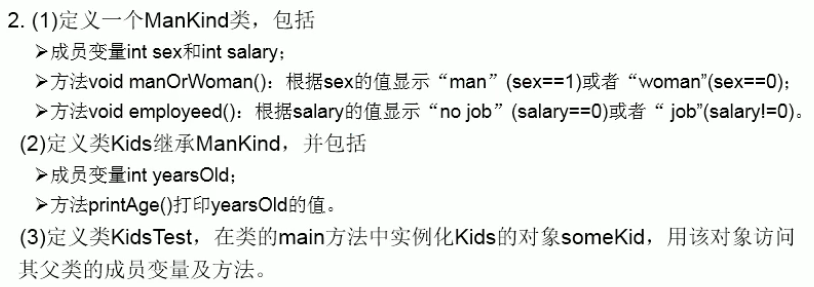 2. (1)定义一个ManKind类，包括
➢成员变量int sex和int salary；
➢方法void manOrWoman()：根据sex的值显示“man”(sex==1)或者“woman”(sex==0)；
➢方法void employeed()：根据salary的值显示“no job”(salary==0)或者“ job”(salary!=0)。
(2)定义类Kids继承ManKind，并包括
➢成员变量int yearsOld；
➢方法printAge()打印yearsOld的值。
(3)定义类KidsTest，在类的main方法中实例化Kids的对象someKid，用该对象访问
其父类的成员变量及方法。